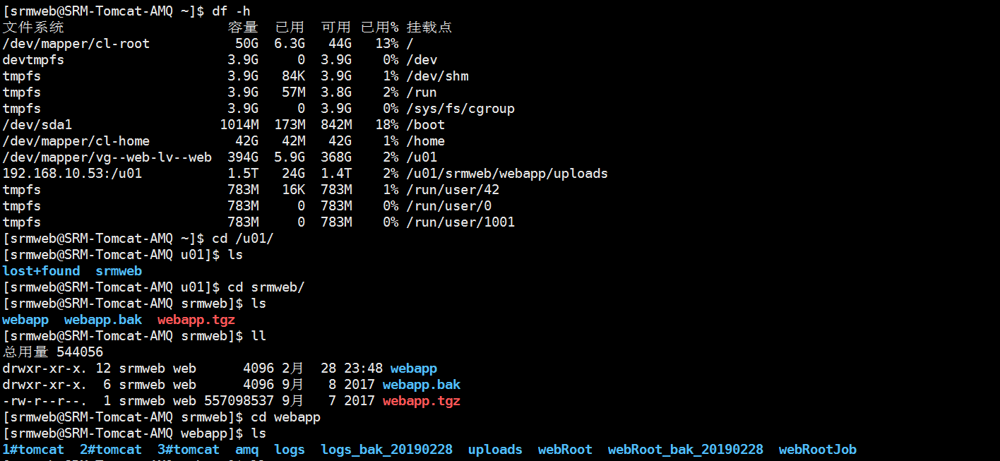 [srmweb@SRM-Tomcat-AMQ ~]$ df -h
文件系统 容量 已用 可用 已用% 挂载点
/dev/mapper/cl-root 50G 6.3G 44G 13% /
devtmpfs 3.9G 0 3.9G 0% /dev
tmpfs 3.9G 84K 3.9G 1% /dev/shm
tmpfs 3.9G 57M 3.8G 2% /run
tmpfs 3.9G 0 3.9G 0% /sys/fs/cgroup
/dev/sda1 1014M 173M 842M 18% /boot
/dev/mapper/cl-home 42G 42M 42G 1% /home
/dev/mapper/vg--web-lv--web 394G 5.9G 368G 2% /u01
192.168.10.53:/u01 1.5T 24G 1.4T 2% /u01/srmweb/webapp/uploads
tmpfs 783M 16K 783M 1% /run/user/42
tmpfs 783M 0 783M 0% /run/user/0
tmpfs 783M 0 783M 0% /run/user/1001
[srmweb@SRM-Tomcat-AMQ ~]$ cd /u01/
[srmweb@SRM-Tomcat-AMQ u01]$ ls
lost+found srmweb
[srmweb@SRM-Tomcat-AMQ u01]$ cd srmweb/
[srmweb@SRM-Tomcat-AMQ srmweb]$ ls
webapp webapp.bak webapp.tgz
[srmweb@SRM-Tomcat-AMQ srmweb]$ ll
总用量 544056
drwxr-xr-x. 12 srmweb web 4096 2月 28 23:48 webapp
drwxr-xr-x. 6 srmweb web 4096 9月 8 2017 webapp.bak
-rw-r--r--. 1 srmweb web 557098537 9月 7 2017 webapp.tgz
[srmweb@SRM-Tomcat-AMQ srmweb]$ cd webapp
[srmweb@SRM-Tomcat-AMQ webapp]$ ls
1#tomcat 2#tomcat 3#tomcat amq logs logs_bak_20190228 uploads webRoot webRoot_bak_20190228 webRootJob